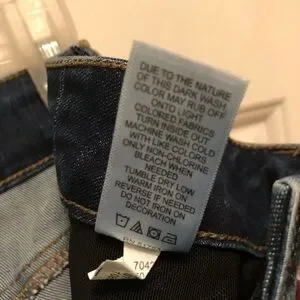 DUE TO THE NATURE
OF THIS DARK WASH
COLOR MAY RUB OFF
ONTO LIGHT
COLORED FABRICS
TURN INSIDE OUT
MACHINE WASH COLD
WITH LIKE COLORS
ONLY NON-CHLORIN
BLEACH WHEN
NEEDED
TUMBLE DRY LOW
WARM IRON ON
REVERSE IF NEEDED
DO NOT IRON ON
DECORATION
704